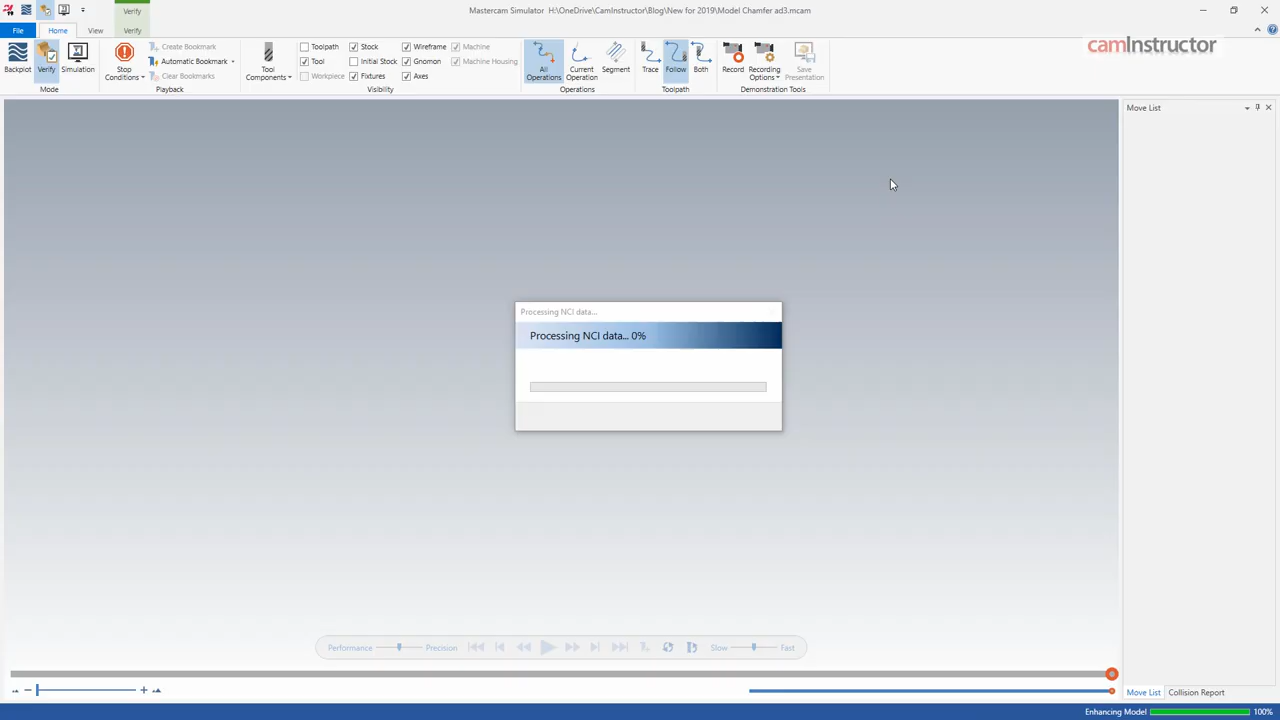 Verify
Mastercam Simulator H:\OneDrive\CamInstructor\Blog\New for 2019\Model Chamfer ad3.mcam
File
Home
View
Verify
camInstructor
Backplot
Verify
Simulation
Mode
Stop Conditions
Create Bookmark
Automatic Bookmark
Clear Bookmarks
Playback
Tool Components
Toolpath
Stock
Wireframe
Machine
Tool
Initial Stock
Gnomon
Machine Housing
Workpiece
Fixtures
Axes
Visibility
All Operations
Current Operation
Segment
Operations
Trace
Follow
Both
Toolpath
Record
Recording Options
Save Presentation
Demonstration Tools
Move List
Processing NCI data...
Processing NCI data... 0%
Performance
Precision
Slow
Fast
Move List
Collision Report
Enhancing Model
100%